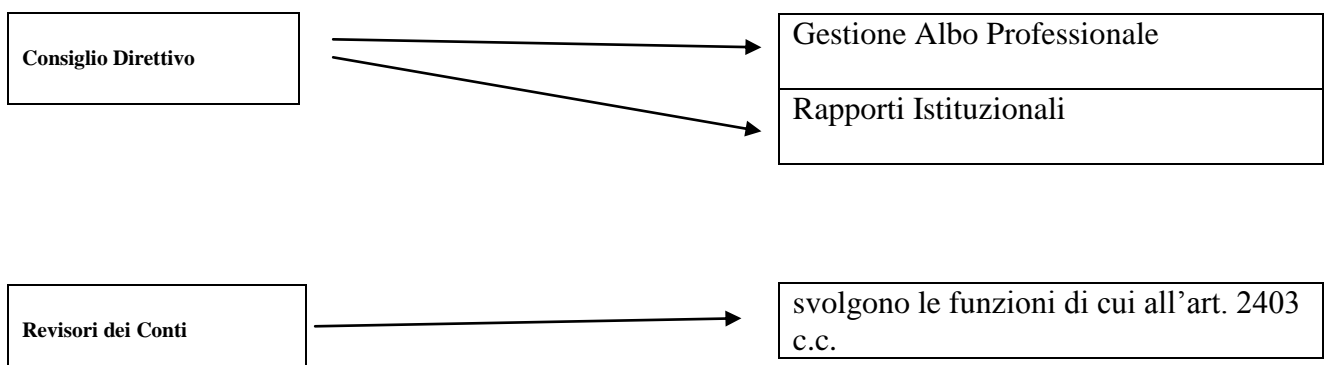 Consiglio Direttivo
Gestione Albo Professionale
Rapporti Istituzionali
Revisori dei Conti
svolgono le funzioni di cui all’art. 2403
c.c.